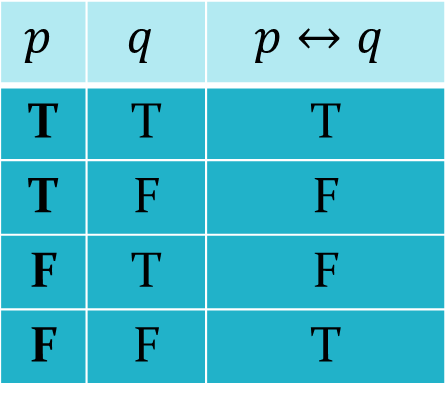 p q p ↔ q
T T T
T F F
F T F
F F T